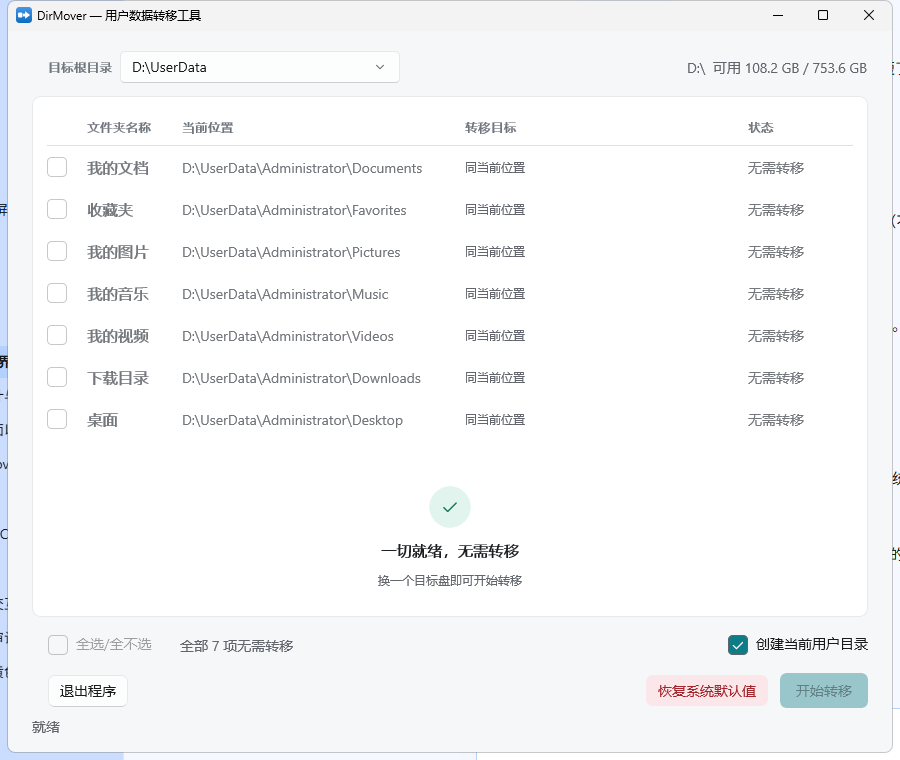 DirMover — 用户数据转移工具
目标根目录 D:\UserData D:\ 可用 108.2 GB / 753.6 GB
文件夹名称 当前位置 转移目标 状态
我的文档 D:\UserData\Administrator\Documents 同当前位置 无需转移
收藏夹 D:\UserData\Administrator\Favorites 同当前位置 无需转移
我的图片 D:\UserData\Administrator\Pictures 同当前位置 无需转移
我的音乐 D:\UserData\Administrator\Music 同当前位置 无需转移
我的视频 D:\UserData\Administrator\Videos 同当前位置 无需转移
下载目录 D:\UserData\Administrator\Downloads 同当前位置 无需转移
桌面 D:\UserData\Administrator\Desktop 同当前位置 无需转移
一切就绪，无需转移
换一个目标盘即可开始转移
全选/全不选 全部 7 项无需转移 创建当前用户目录
退出程序 恢复系统默认值 开始转移
就绪